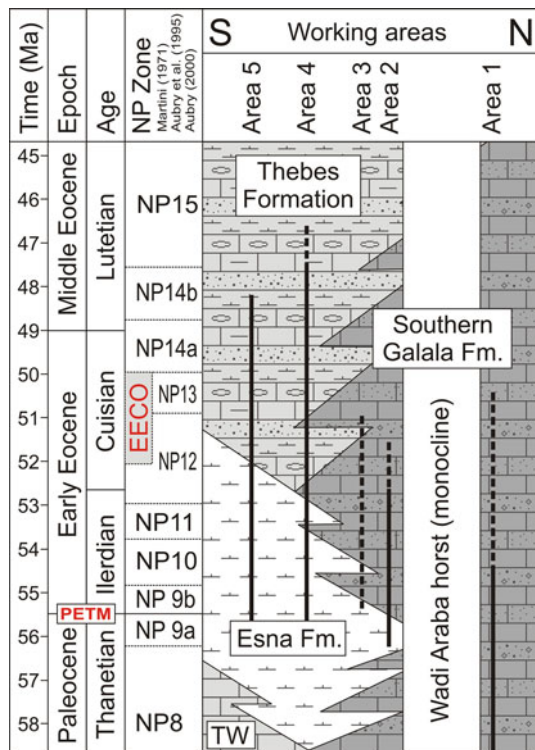 S
Working areas
N
Time (Ma)
Epoch
Age
NP Zone
Martini (1971)
Aubry et al. (1995)
Aubry (2000)
Area 5
Area 4
Area 3
Area 2
Area 1
45
46
47
48
49
50
51
52
53
54
55
56
57
58
Middle Eocene
Early Eocene
Paleocene
PETM
Lutetian
Cuisian
Ilerdian
Thanetian
NP15
NP14b
NP14a
EECO
NP13
NP12
NP11
NP10
NP 9b
NP 9a
NP8
Thebes
Formation
Southern
Galala Fm.
Esna Fm.
TW
Wadi Araba horst (monocline)